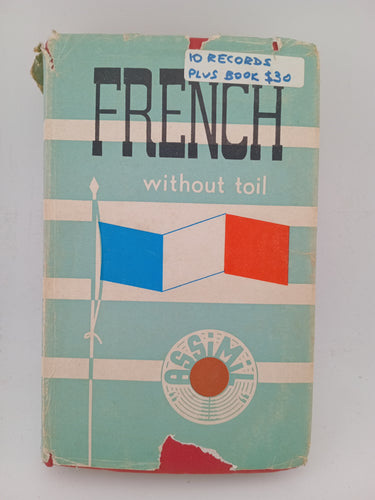 10 RECORDS
PLUS BOOK $30
FRENCH
without toil
"ASSiMiL"